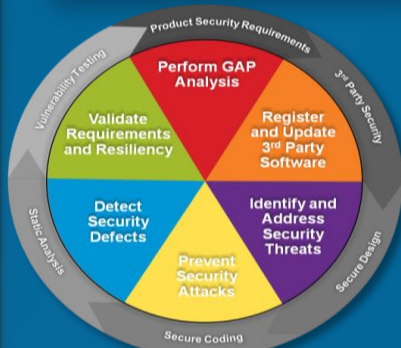 Product Security Requirements
3rd Party Security
Secure Design
Secure Coding
Static Analysis
Vulnerability Testing
Perform GAP
Analysis
Register
and Update
3rd Party
Software
Identify and
Address
Security
Threats
Prevent
Security
Attacks
Detect
Security
Defects
Validate
Requirements
and Resiliency